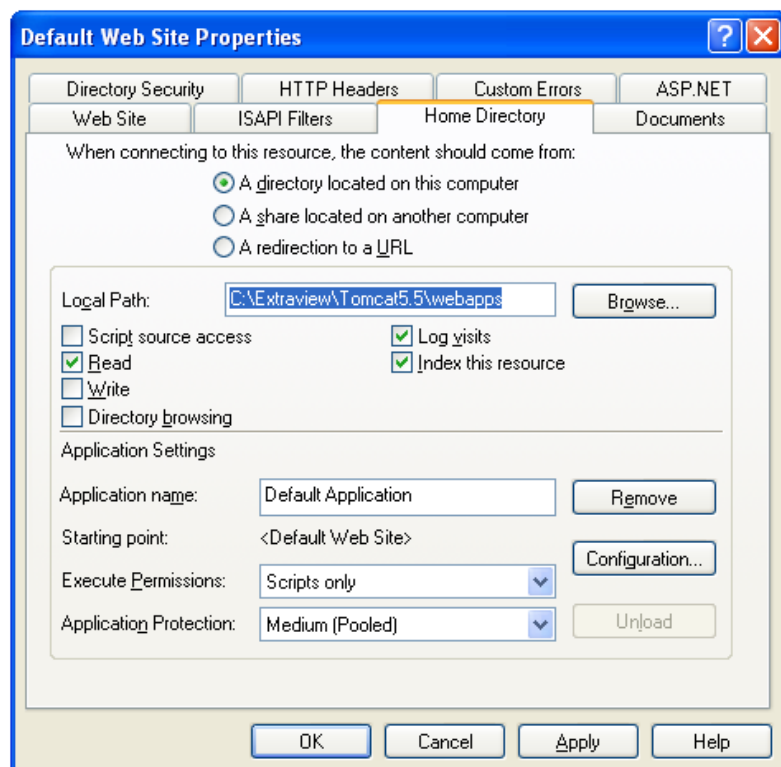 Default Web Site Properties
Directory Security HTTP Headers Custom Errors ASP.NET
Web Site ISAPI Filters Home Directory Documents
When connecting to this resource, the content should come from:
A directory located on this computer
A share located on another computer
A redirection to a URL
Local Path: C:\Extraview\Tomcat5.5\webapps Browse...
Script source access Log visits
Read Index this resource
Write
Directory browsing
Application Settings
Application name: Default Application Remove
Starting point: <Default Web Site>
Configuration...
Execute Permissions: Scripts only
Application Protection: Medium (Pooled) Unload
OK Cancel Apply Help